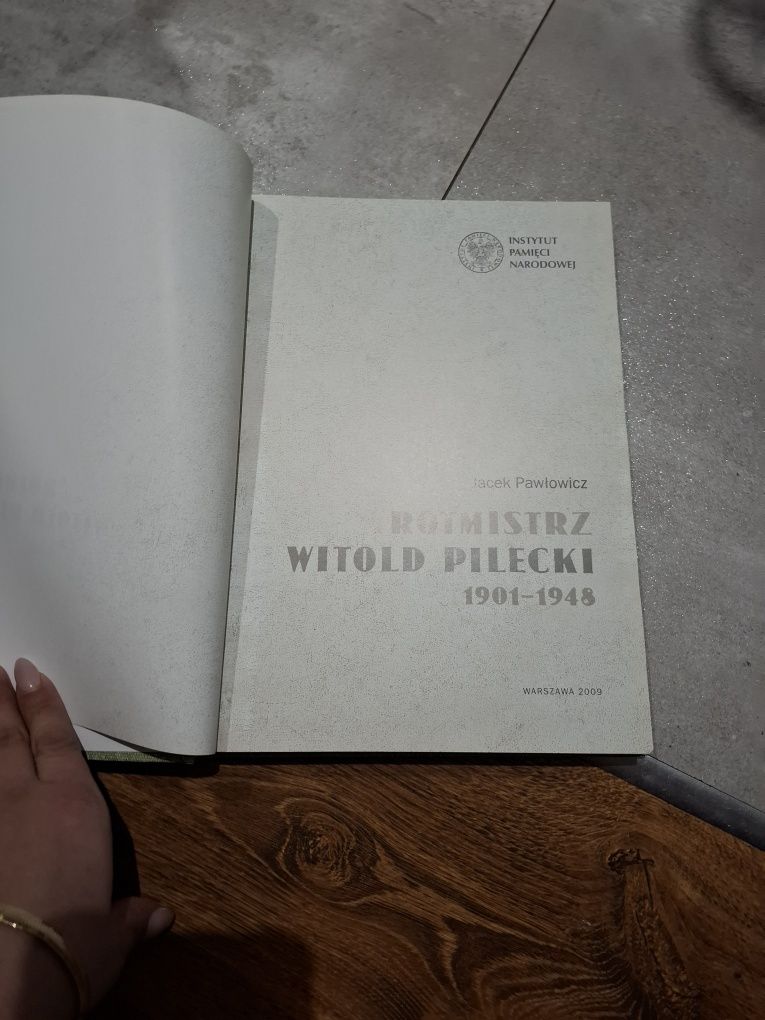 INSTYTUT
PAMIĘCI
NARODOWEJ
Jacek Pawłowicz
ROTMISTRZ
WITOLD PILECKI
1901–1948
WARSZAWA 2009